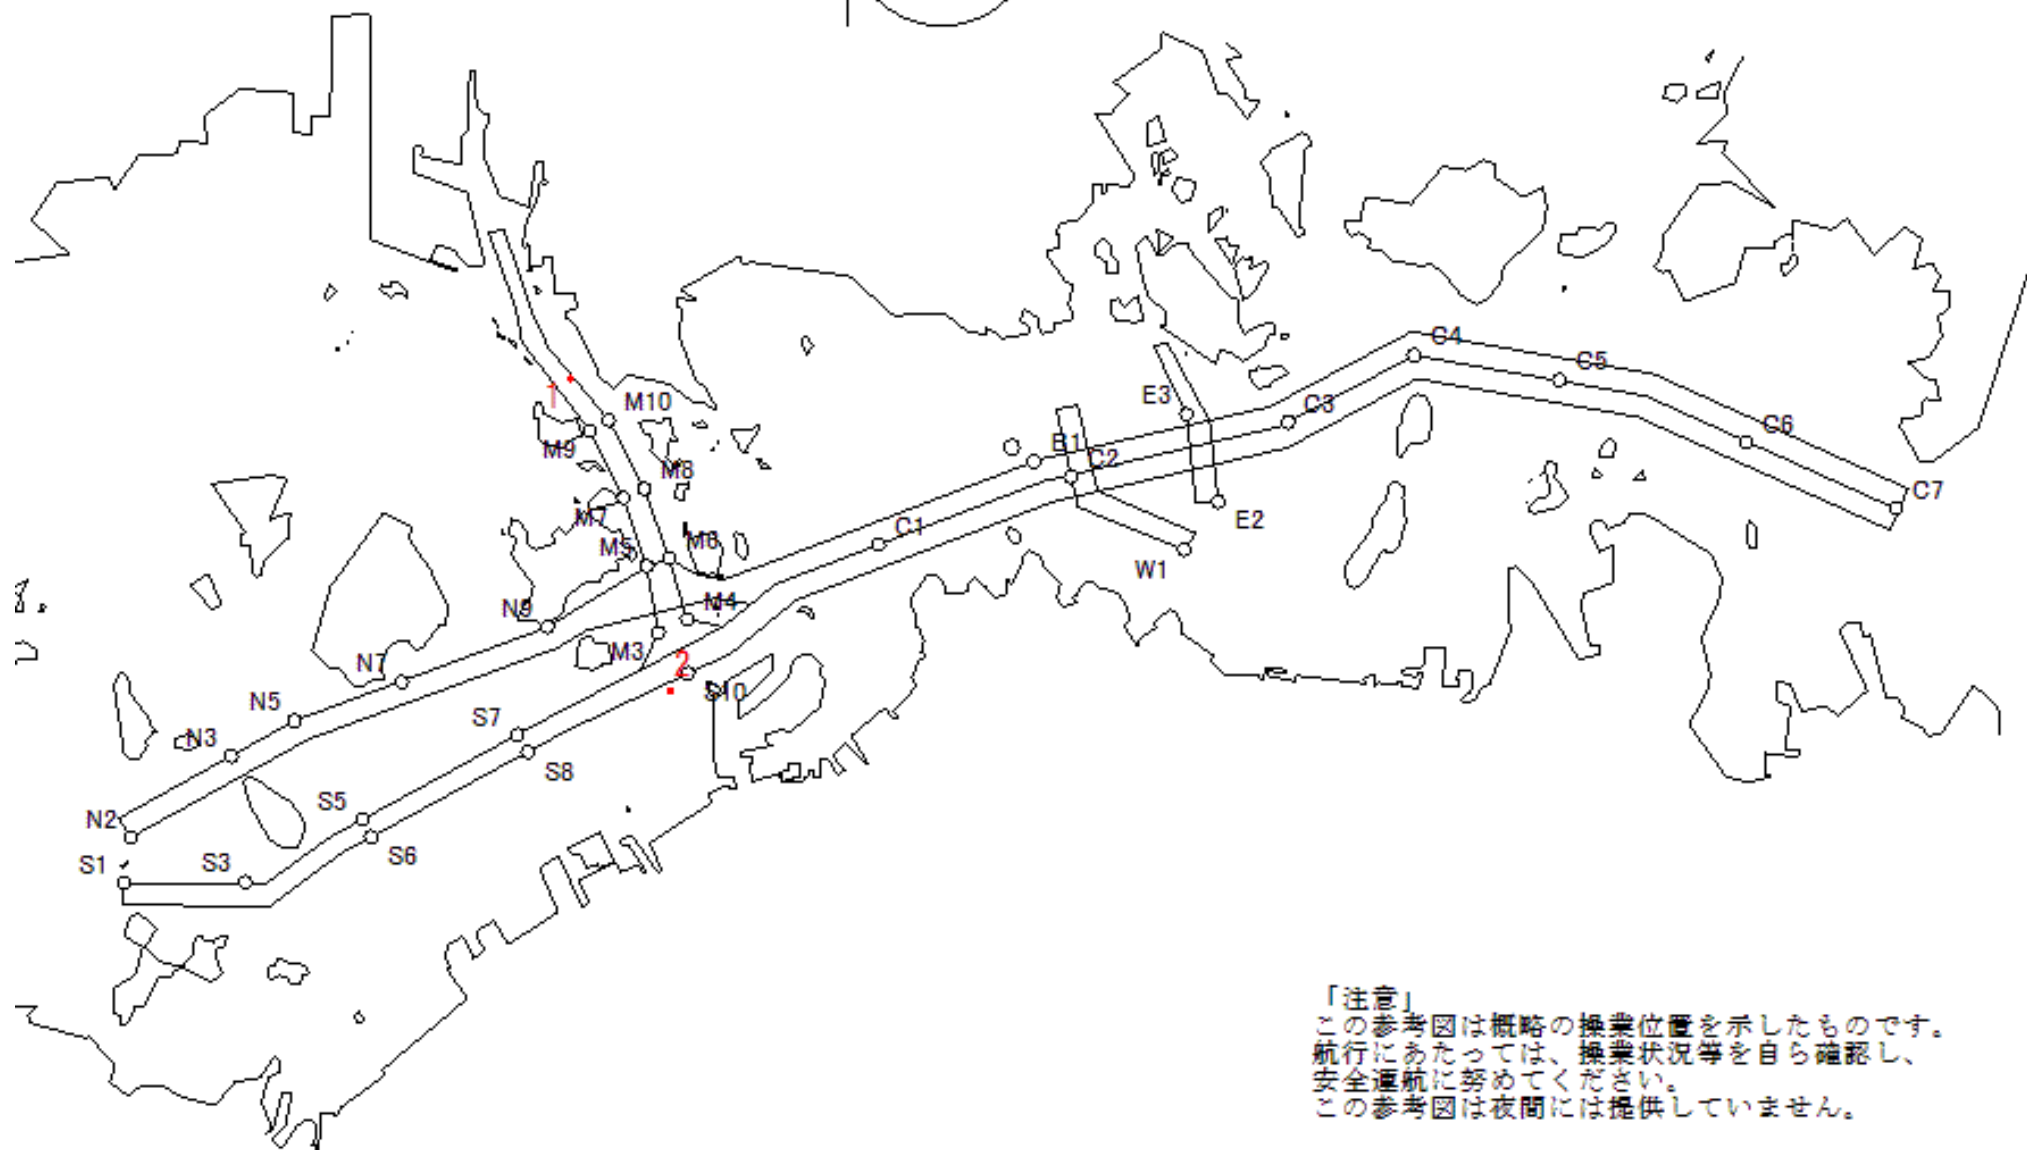 C4
C5
1
M10
E3
C3
C6
M9
B1
C2
M8
C7
M7
E2
C1
M5
M6
W1
N9
M4
M3
2
N7
S10
N5
S7
N3
S8
S5
N2
S6
S1
S3
「注意」
この参考図は概略の操業位置を示したものです。
航行にあたっては、操業状況等を自ら確認し、
安全運航に努めてください。
この参考図は夜間には提供していません。